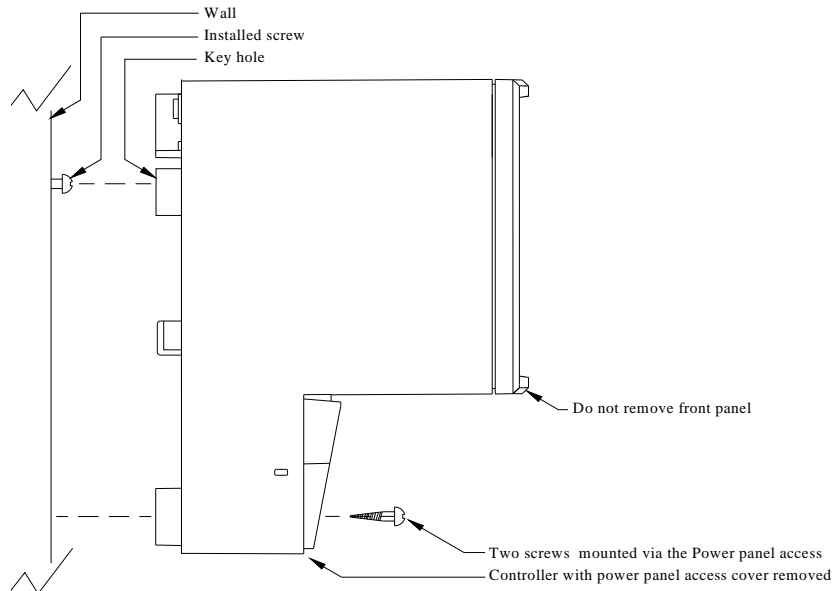 Wall
Installed screw
Key hole
Do not remove front panel
Two screws mounted via the Power panel access
Controller with power panel access cover removed